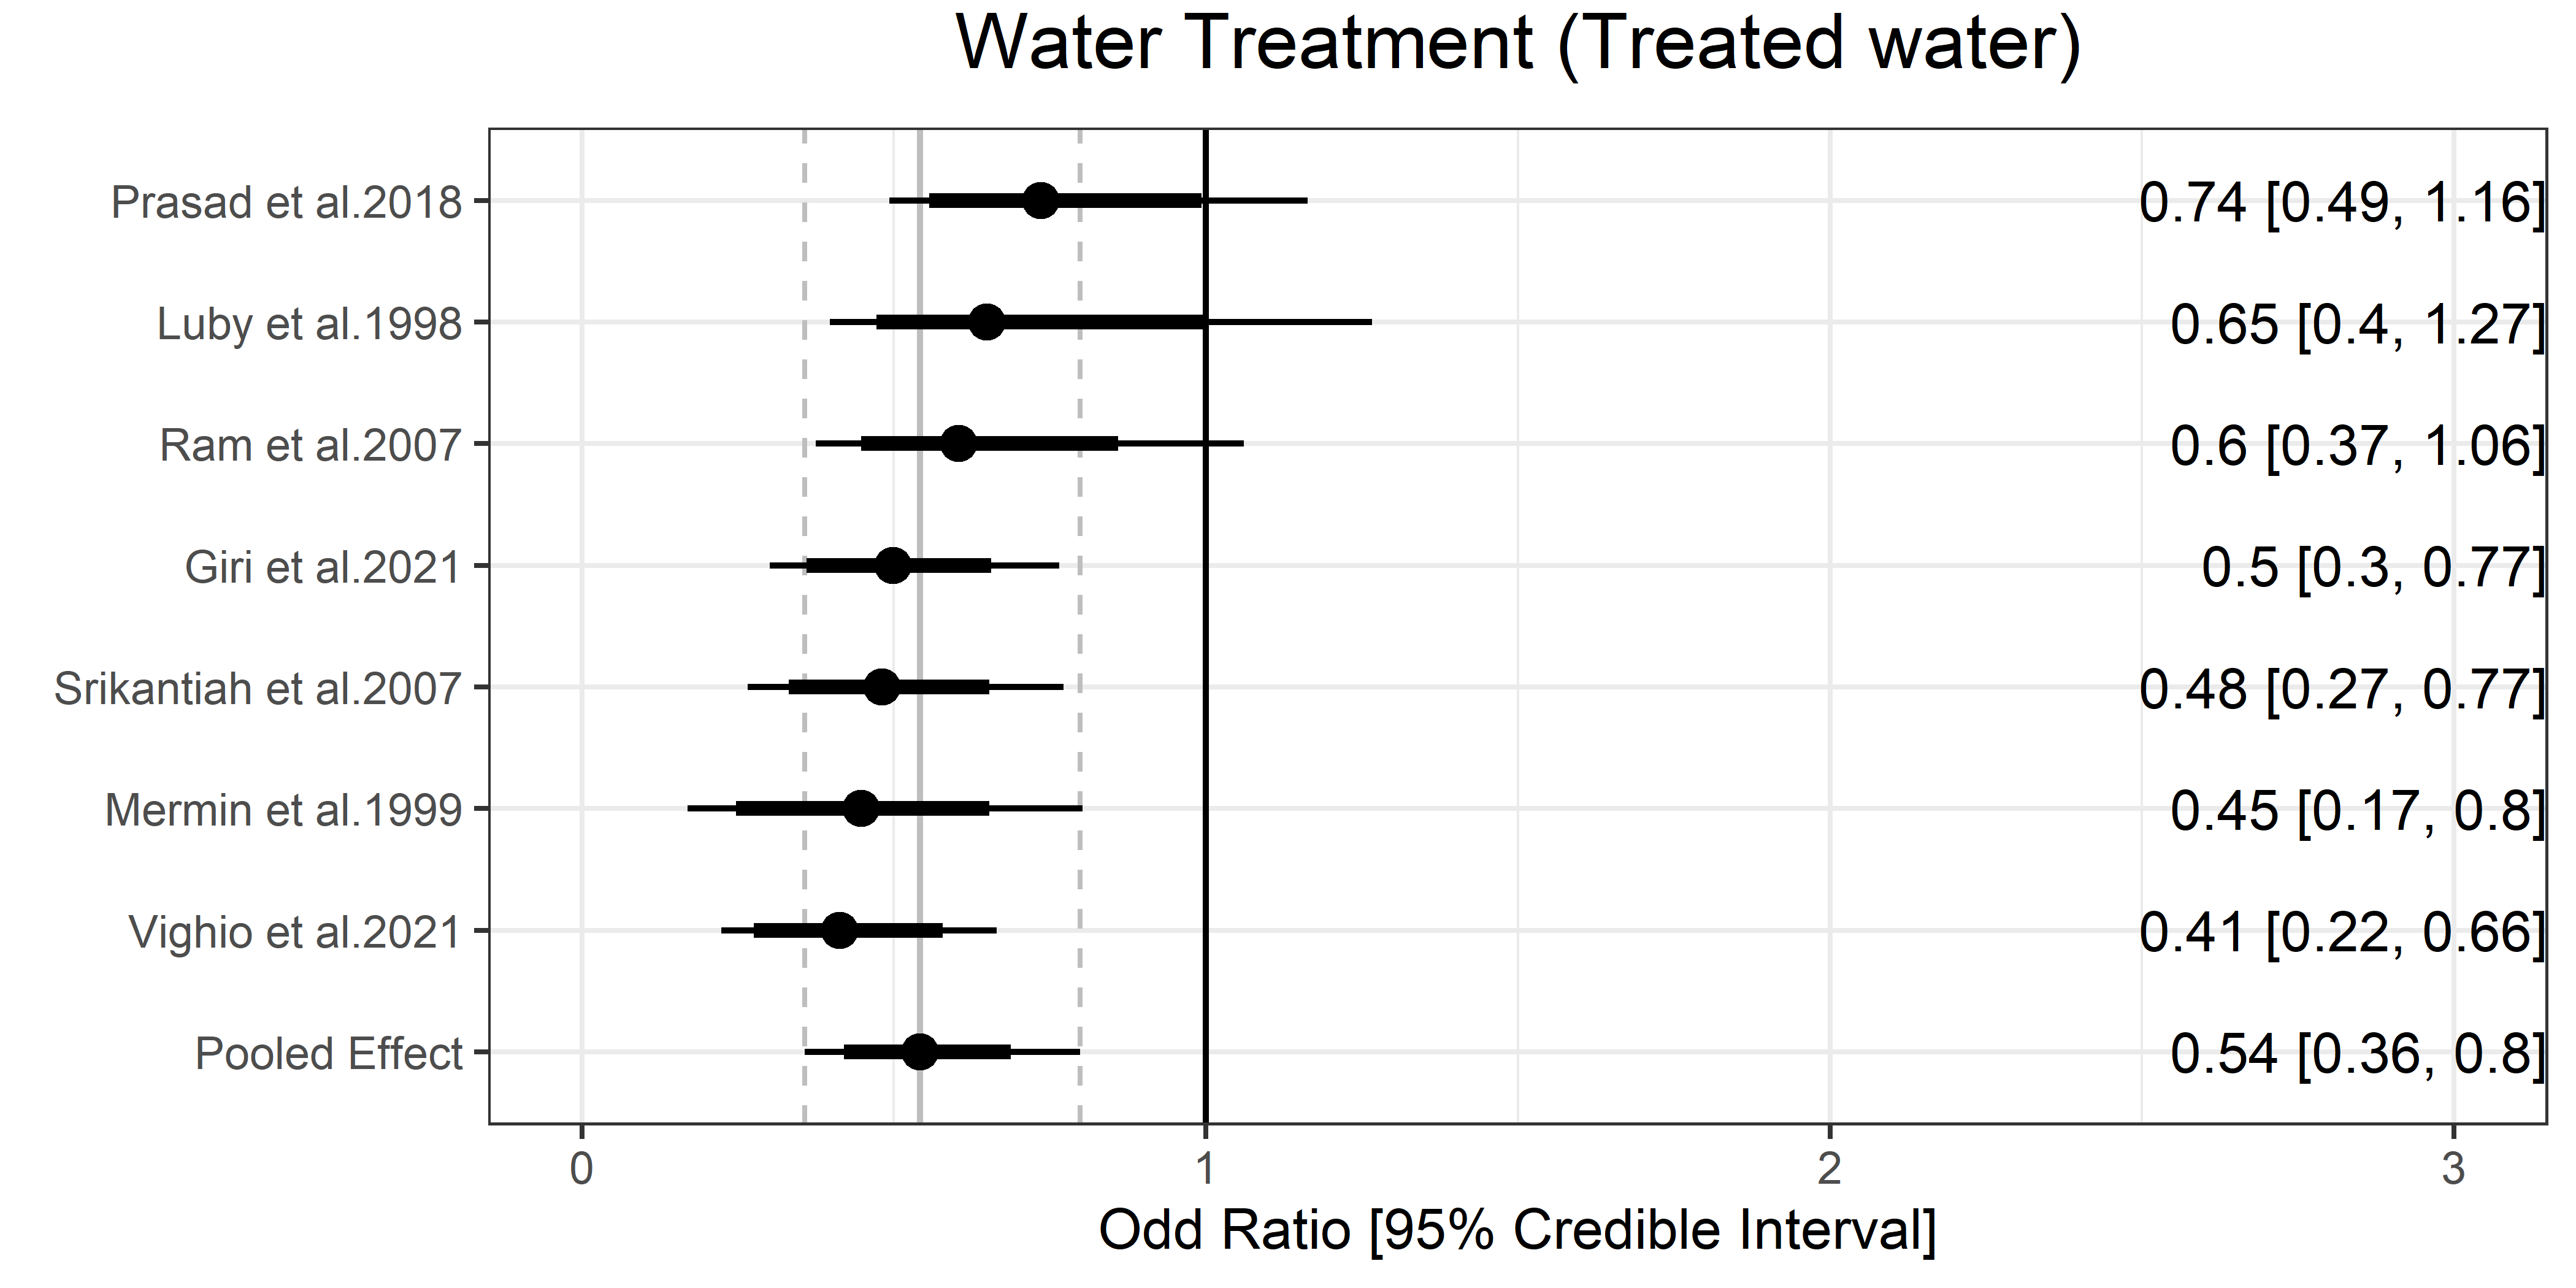 Water Treatment (Treated water)
Prasad et al.2018 0.74 [0.49, 1.16]
Luby et al.1998 0.65 [0.4, 1.27]
Ram et al.2007 0.6 [0.37, 1.06]
Giri et al.2021 0.5 [0.3, 0.77]
Srikantiah et al.2007 0.48 [0.27, 0.77]
Mermin et al.1999 0.45 [0.17, 0.8]
Vighio et al.2021 0.41 [0.22, 0.66]
Pooled Effect 0.54 [0.36, 0.8]
0 1 2 3
Odd Ratio [95% Credible Interval]